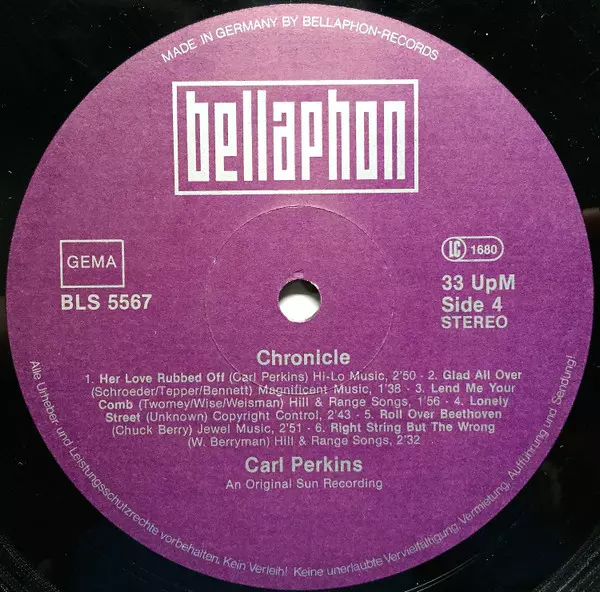 MADE IN GERMANY BY BELLAPHON-RECORDS
bellaphon
GEMA
BLS 5567
LC 1680
33 UpM
Side 4
STEREO
Chronicle
1. Her Love Rubbed Off (Carl Perkins) Hi-Lo Music, 2'50 - 2. Glad All Over
(Schroeder/Tepper/Bennett) Magnificent Music, 1'38 - 3. Lend Me Your
Comb (Twomey/Wise/Weisman) Hill & Range Songs, 1'56 - 4. Lonely
Street (Unknown) Copyright Control, 2'43 - 5. Roll Over Beethoven
(Chuck Berry) Jewel Music, 2'51 - 6. Right String But The Wrong
(W. Berryman) Hill & Range Songs, 2'32
Carl Perkins
An Original Sun Recording
Alle Urheber- und Leistungsschutzrechte vorbehalten. Kein Verleih! Keine unerlaubte Vervielfältigung, Vermietung, Aufführung und Sendung!